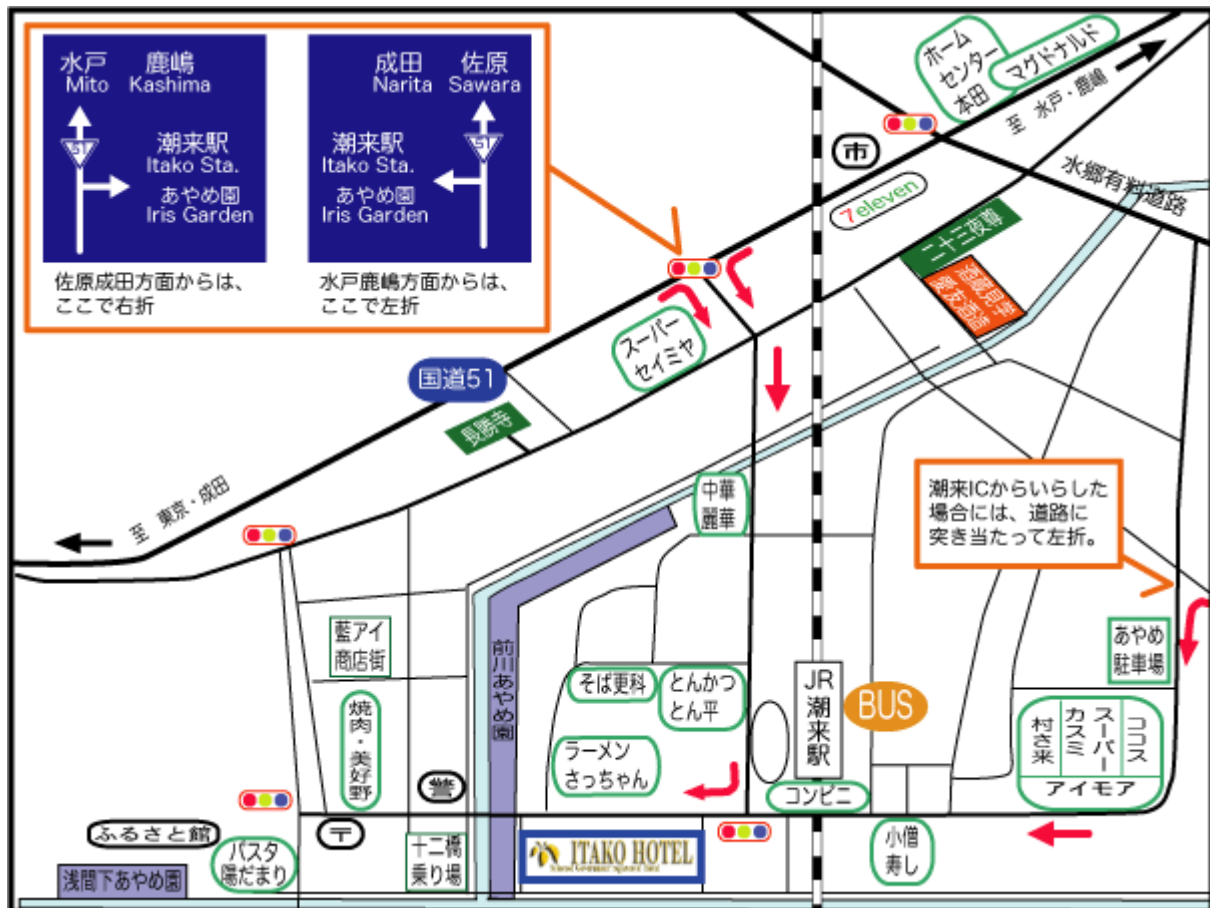 水戸 鹿嶋
Mito Kashima
51
潮来駅
Itako Sta.
あやめ園
Iris Garden
佐原成田方面からは、
ここで右折
成田 佐原
Narita Sawara
51
潮来駅
Itako Sta.
あやめ園
Iris Garden
水戸鹿嶋方面からは、
ここで左折
ホーム
センター
本田
マグドナルド
至 水戸・鹿嶋
市
水郷有料道路
7 eleven
二十三夜尊
酒蔵見学
愛友酒造
スーパー
セイミヤ
国道51
長勝寺
至 東京・成田
中華
麗華
潮来ICからいらした
場合には、道路に
突き当たって左折。
あやめ
駐車場
藍アイ
商店街
前川あやめ園
そば更科
とんかつ
とん平
JR潮来駅
BUS
焼肉・美好野
ラーメン
さっちゃん
村さ来
カスミ
スーパー
ココス
アイモア
警
コンビニ
ふるさと館
〒
パスタ
陽だまり
十二橋
乗り場
ITAKO HOTEL
小僧
寿し
浅間下あやめ園